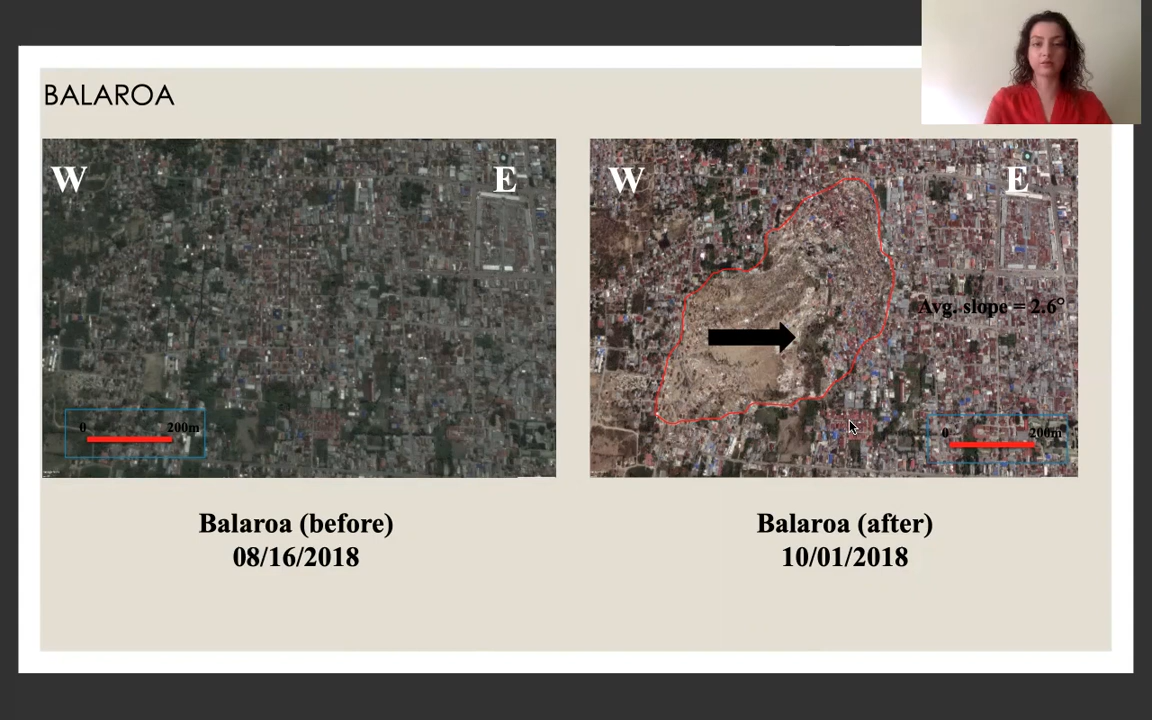 BALAROA
W
E
0
200m
W
E
Avg. slope = 2.6°
0
200m
Balaroa (before)
08/16/2018
Balaroa (after)
10/01/2018